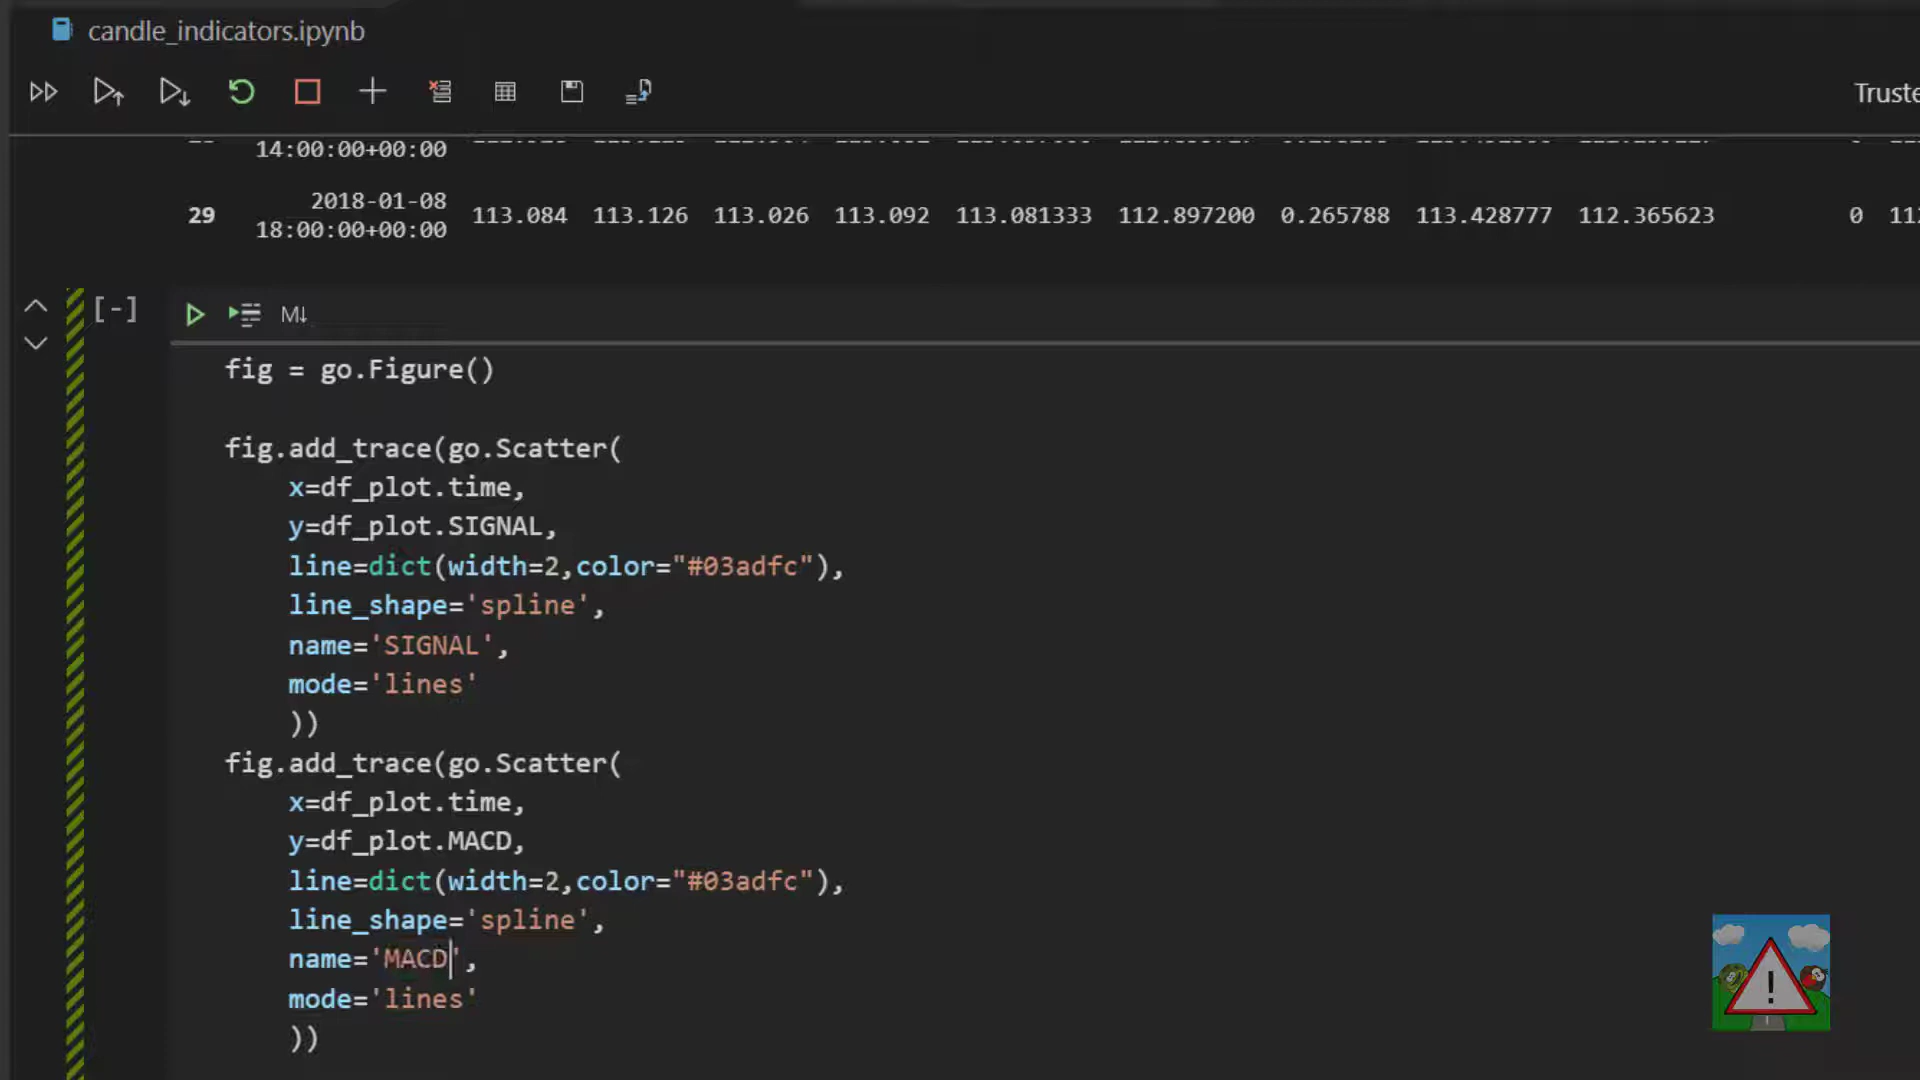 candle_indicators.ipynb
Truste
14:00:00+00:00
29 2018-01-08 113.084 113.126 113.026 113.092 113.081333 112.897200 0.265788 113.428777 112.365623 0 11
18:00:00+00:00
[-] M↓
fig = go.Figure()
fig.add_trace(go.Scatter(
x=df_plot.time,
y=df_plot.SIGNAL,
line=dict(width=2,color="#03adfc"),
line_shape='spline',
name='SIGNAL',
mode='lines'
))
fig.add_trace(go.Scatter(
x=df_plot.time,
y=df_plot.MACD,
line=dict(width=2,color="#03adfc"),
line_shape='spline',
name='MACD',
mode='lines'
))
!